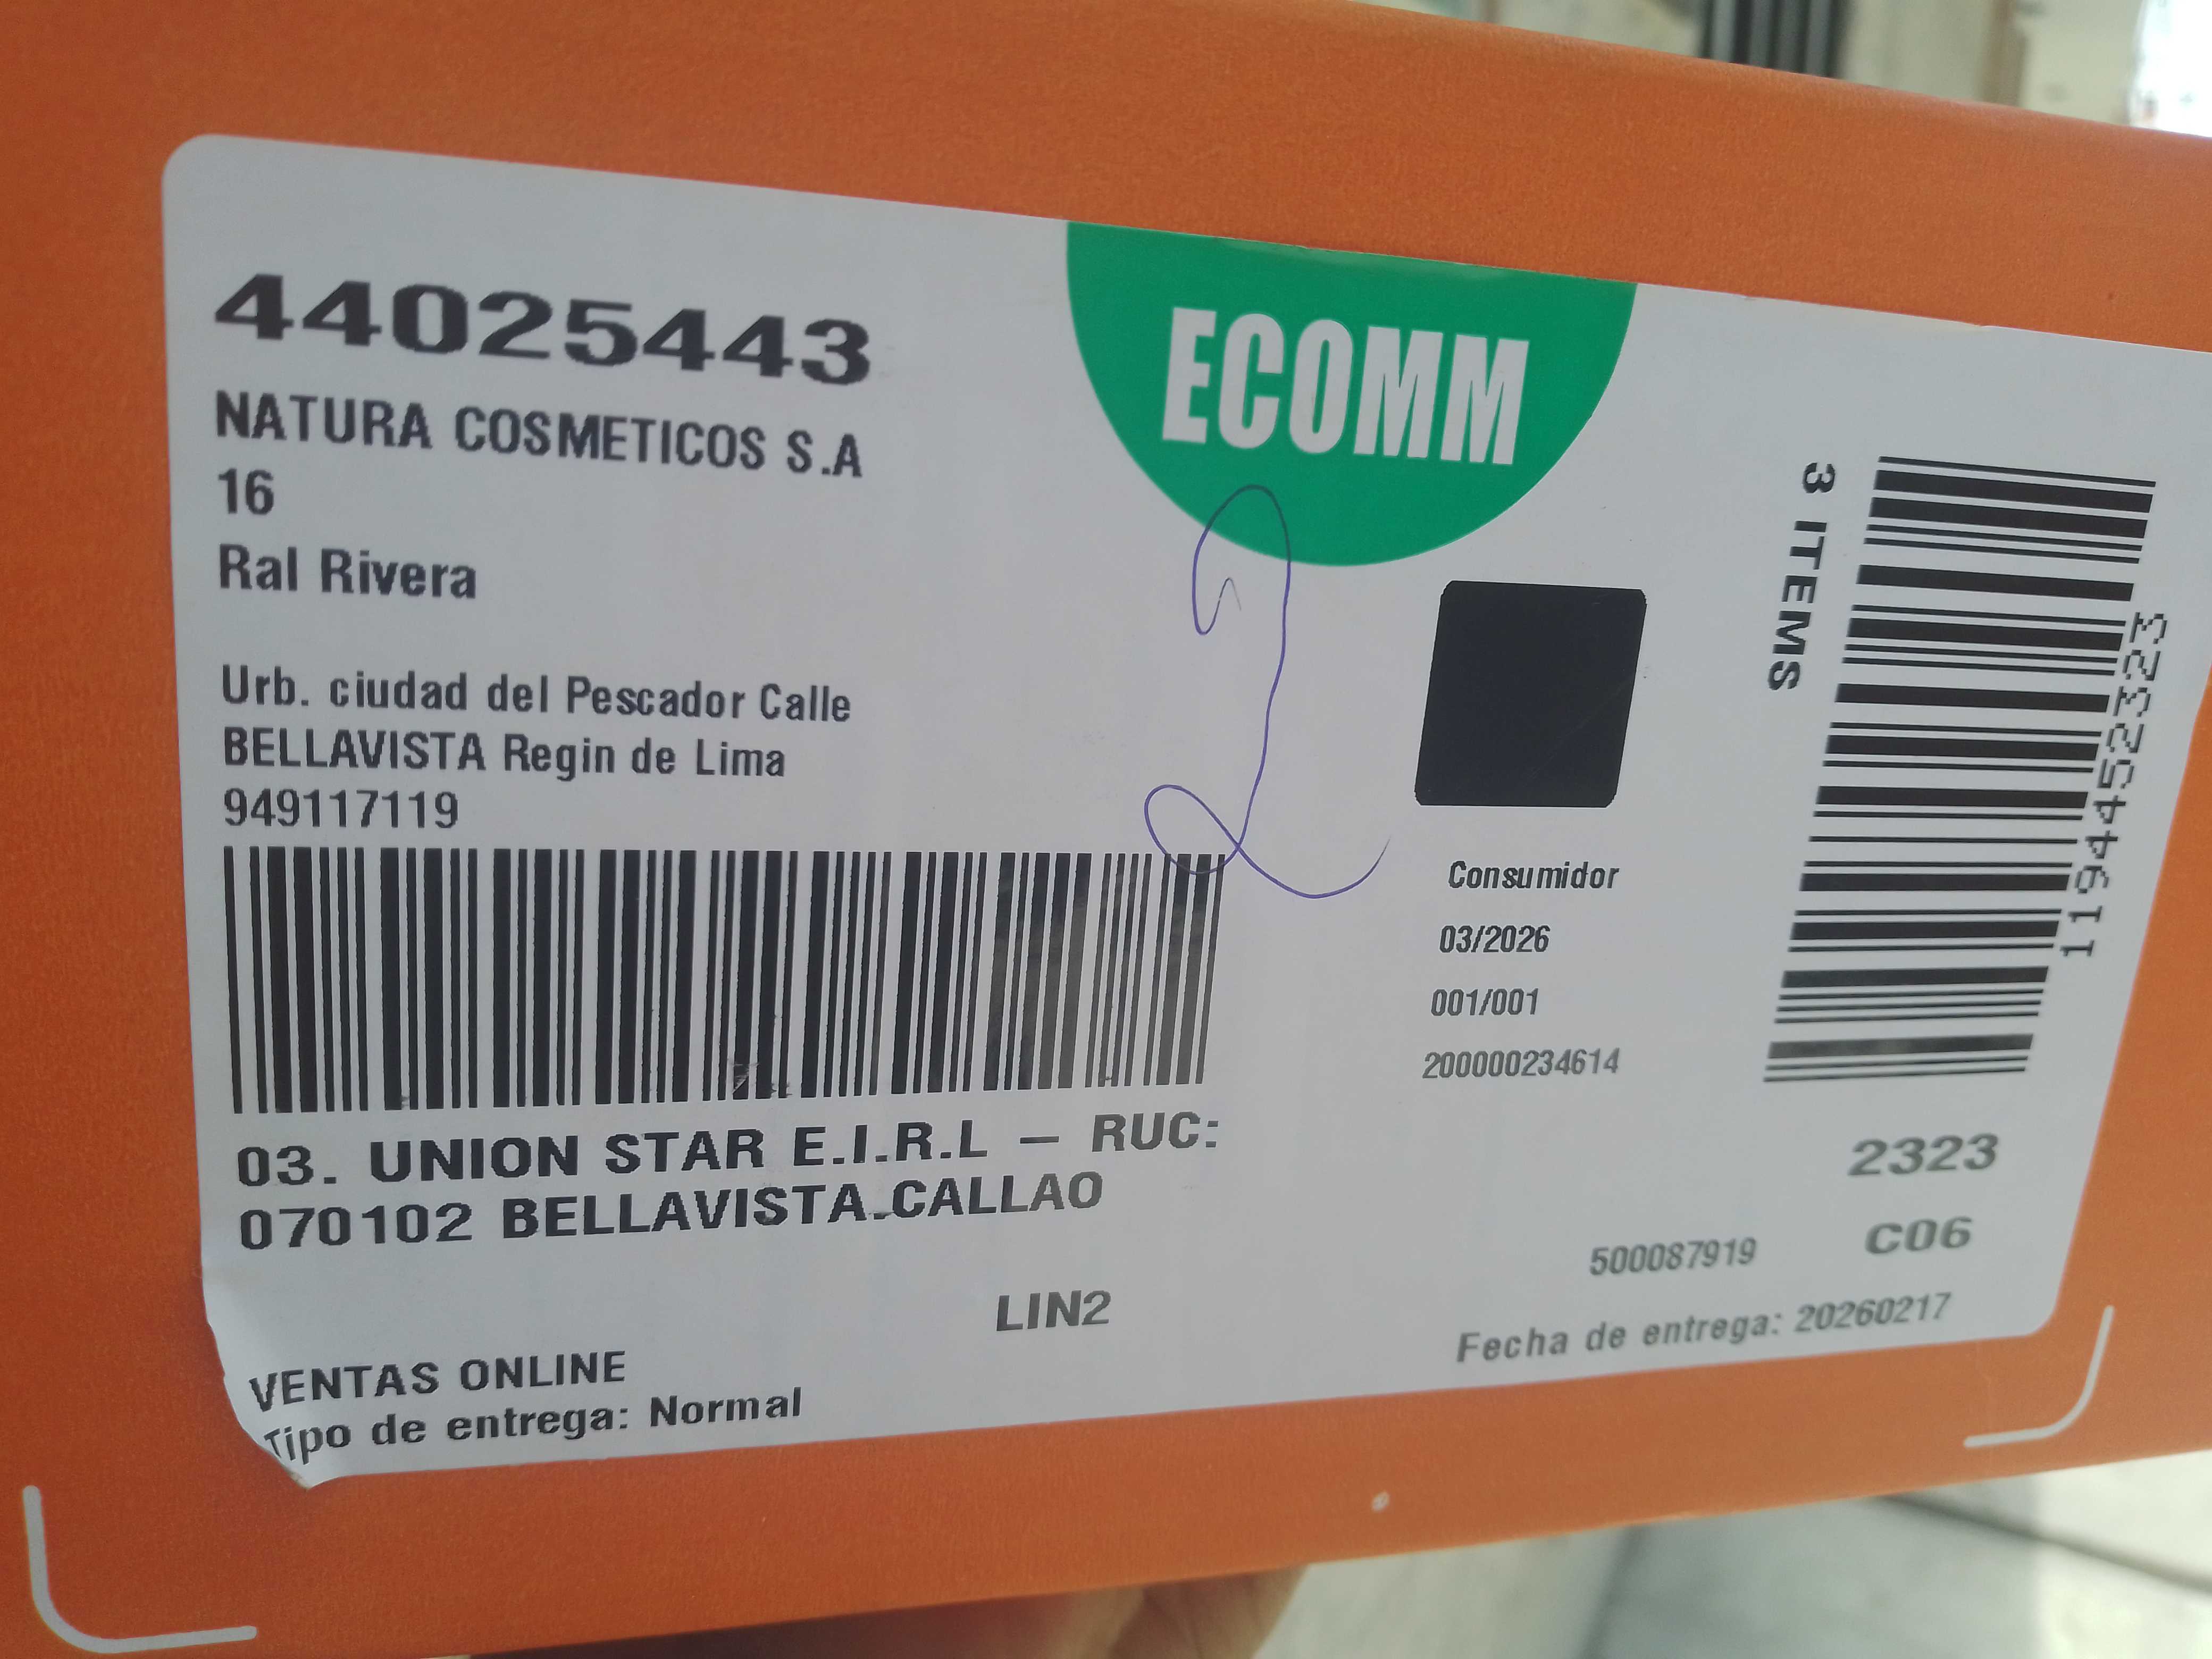 44025443
NATURA COSMETICOS S.A
16
Ral Rivera
Urb. ciudad del Pescador Calle
BELLAVISTA Regin de Lima
949117119
03. UNION STAR E.I.R.L – RUC:
070102 BELLAVISTA.CALLAO
LIN2
VENTAS ONLINE
Tipo de entrega: Normal
ECOMM
2
Consumidor
03/2026
001/001
200000234614
3 ITEMS
1194452323
2323
C06
500087919
Fecha de entrega: 20260217